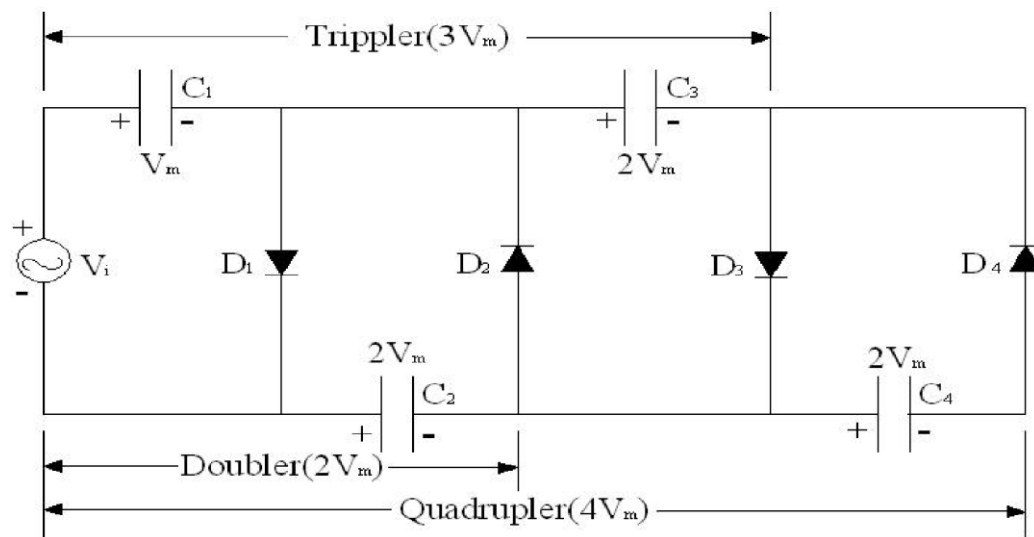 Trippler(3Vm)
C1
C3
+ -
+ -
Vm
2Vm
+
Vi
-
D1
D2
D3
D4
2Vm
2Vm
C2
C4
+ -
+ -
Doubler(2Vm)
Quadrupler(4Vm)